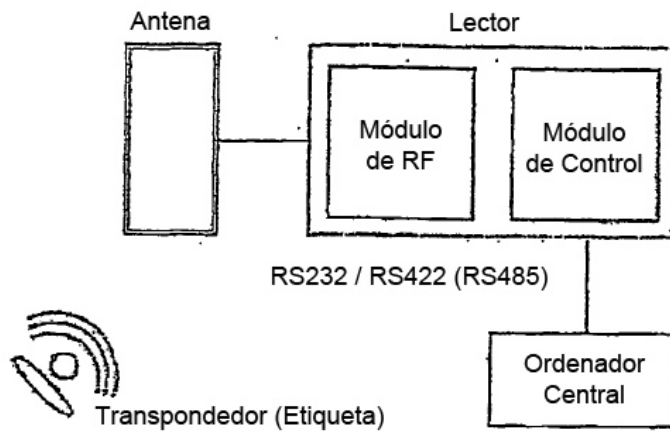 Antena
Lector
Módulo
de RF
Módulo
de Control
RS232 / RS422 (RS485)
Ordenador
Central
Transpondedor (Etiqueta)